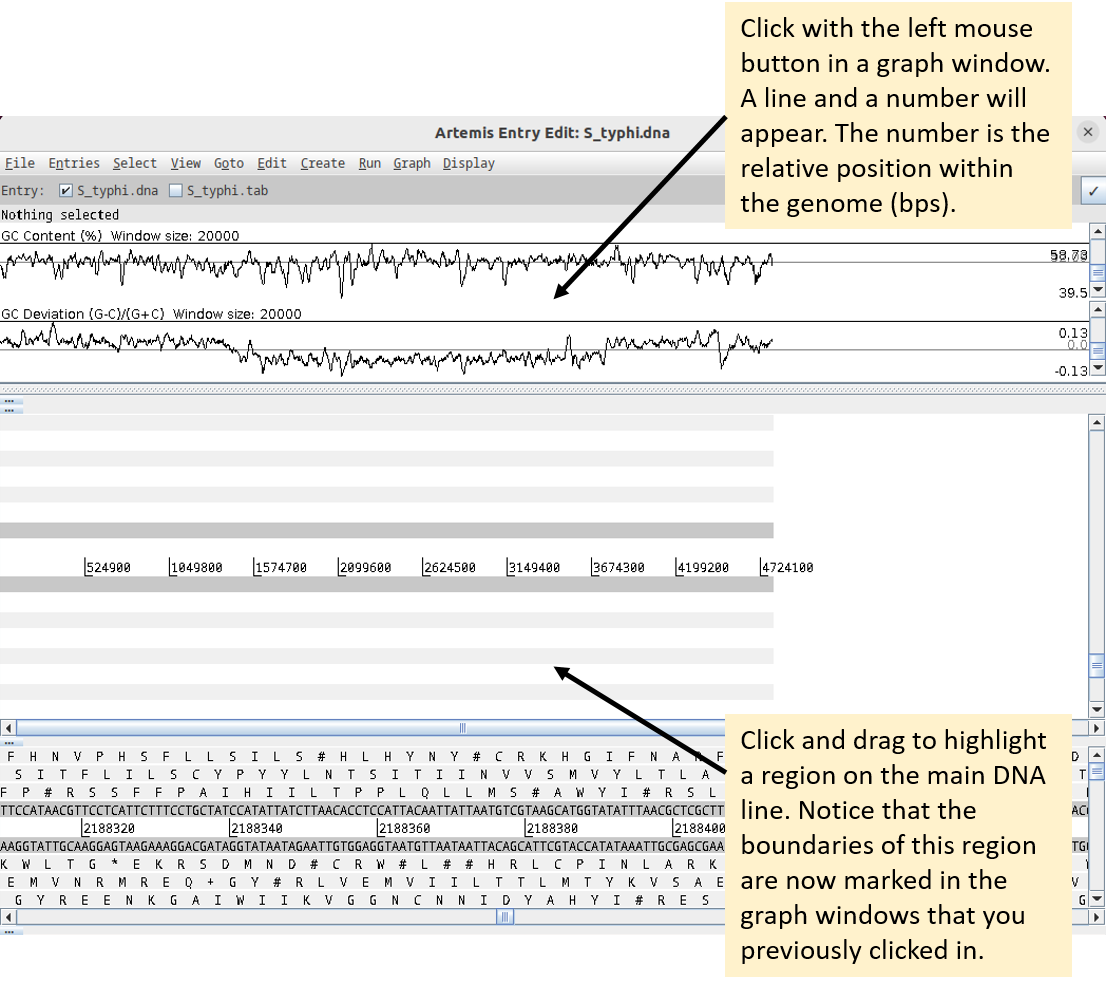 Click with the left mouse
button in a graph window.
A line and a number will
appear. The number is the
relative position within
the genome (bps).
Artemis Entry Edit: S_typhi.dna
File Entries Select View Goto Edit Create Run Graph Display
Entry: S_typhi.dna S_typhi.tab
Nothing selected
GC Content (%) Window size: 20000
39.5
GC Deviation (G-C)/(G+C) Window size: 20000
0.13
0.0
-0.13
524900 1049800 1574700 2099600 2624500 3149400 3674300 4199200 4724100
Click and drag to highlight
a region on the main DNA
line. Notice that the
boundaries of this region
are now marked in the
graph windows that you
previously clicked in.
F H N V P H S F L L S I L S # H L H Y N Y # C R K H G I F N A R F D
S I T F L I L S C Y P Y Y L N T S I T I I N V V S M V Y L T L A T
F P # R S S F F P A I H I I L T P P L Q L L M S # A W Y I # R S L
TTCCATAACGTTCCTCATTCTTTCCTGCTATCCATATTATCTTAACACCTCCATTACAATTATTAATGTCGTAAGCATGGTATATTTAACGCTCGCTT
2188320 2188340 2188360 2188380 2188400
AAGGTATTGCAAGGAGTAAGAAAGGACGATAGGTATAATAGAATTGTGGAGGTAATGTTAATAATTACAGCATTCGTACCATATAAATTGCGAGCGAA
K W L T G * E K R S D M N D # C R W # L # # H R L C P I N L A R K
E M V N R M R E Q + G Y # R L V E M V I I L T T L M T Y K V S A E V
G Y R E E N K G A I W I I K V G G N C N N I D Y A H Y I # R E S G